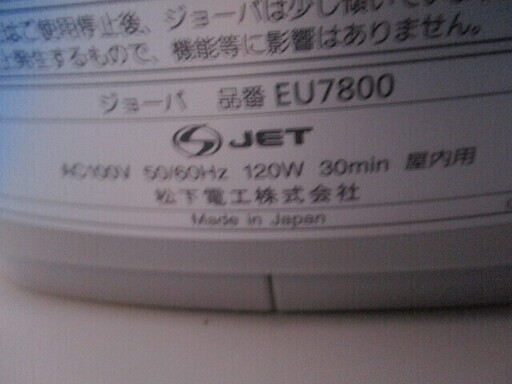 はご使用停止後、ジョーバは少し傾いて
発生するもので、機能等に影響はありません。
ジョーバ 品番 EU7800
JET
AC100V 50/60Hz 120W 30min 屋内用
松下電工株式会社
Made in Japan